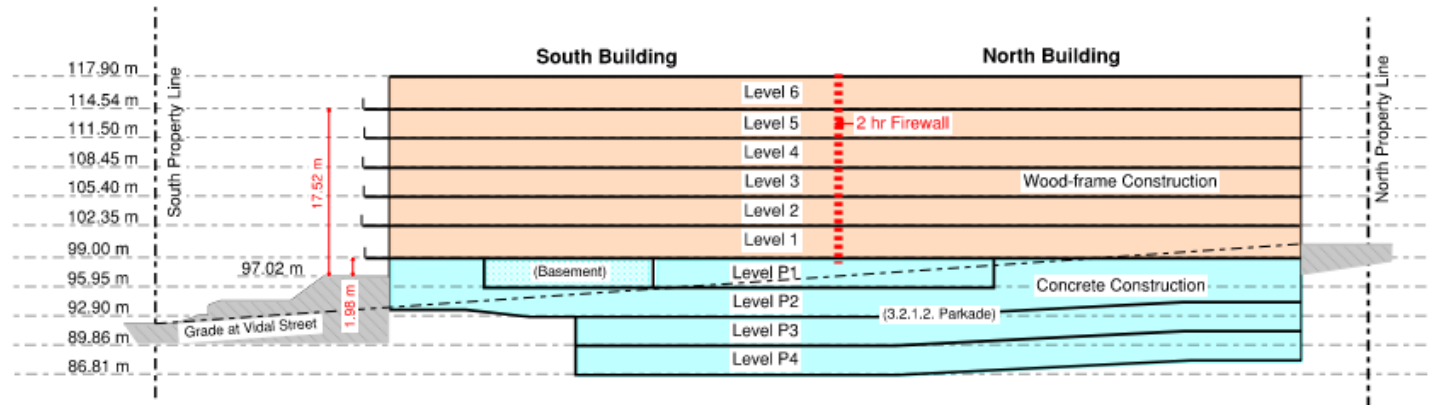 South Building
North Building
117.90 m
114.54 m
111.50 m
108.45 m
105.40 m
102.35 m
99.00 m
97.02 m
95.95 m
92.90 m
89.86 m
86.81 m
South Property Line
North Property Line
17.52 m
1.98 m
Level 6
Level 5
2 hr Firewall
Level 4
Level 3
Wood-frame Construction
Level 2
Level 1
(Basement)
Level P1
Concrete Construction
Level P2
(3.2.1.2. Parkade)
Grade at Vidal Street
Level P3
Level P4